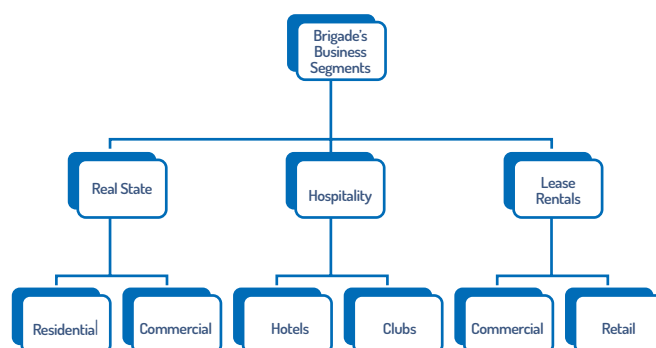 Brigade's
Business
Segments
Real State
Hospitality
Lease
Rentals
Residential
Commercial
Hotels
Clubs
Commercial
Retail